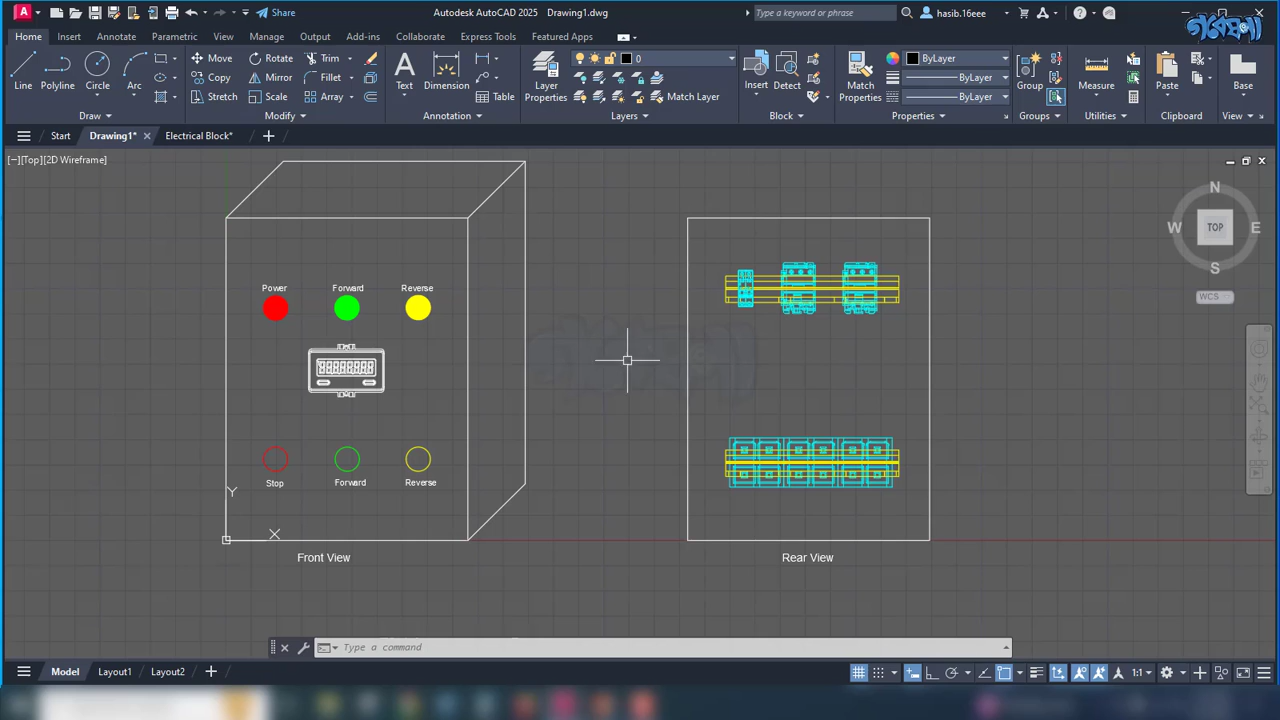 Share
Autodesk AutoCAD 2025 Drawing1.dwg
Type a keyword or phrase
hasib.16eee
Home Insert Annotate Parametric View Manage Output Add-ins Collaborate Express Tools Featured Apps
Move Rotate Trim
0
ByLayer
Copy Mirror Fillet
ByLayer
Line Polyline Circle Arc
Text Dimension Layer Properties Insert Detect Match Properties Group Measure Paste Base
Stretch Scale Array
Table
Match Layer
ByLayer
Draw Modify Annotation Layers Block Properties Groups Utilities Clipboard View
Start Drawing1* Electrical Block*
[−][Top][2D Wireframe]
N
W TOP E
S
WCS
Power Forward Reverse
Stop Forward Reverse
Y
X
Front View Rear View
Type a command
Model Layout1 Layout2
1:1